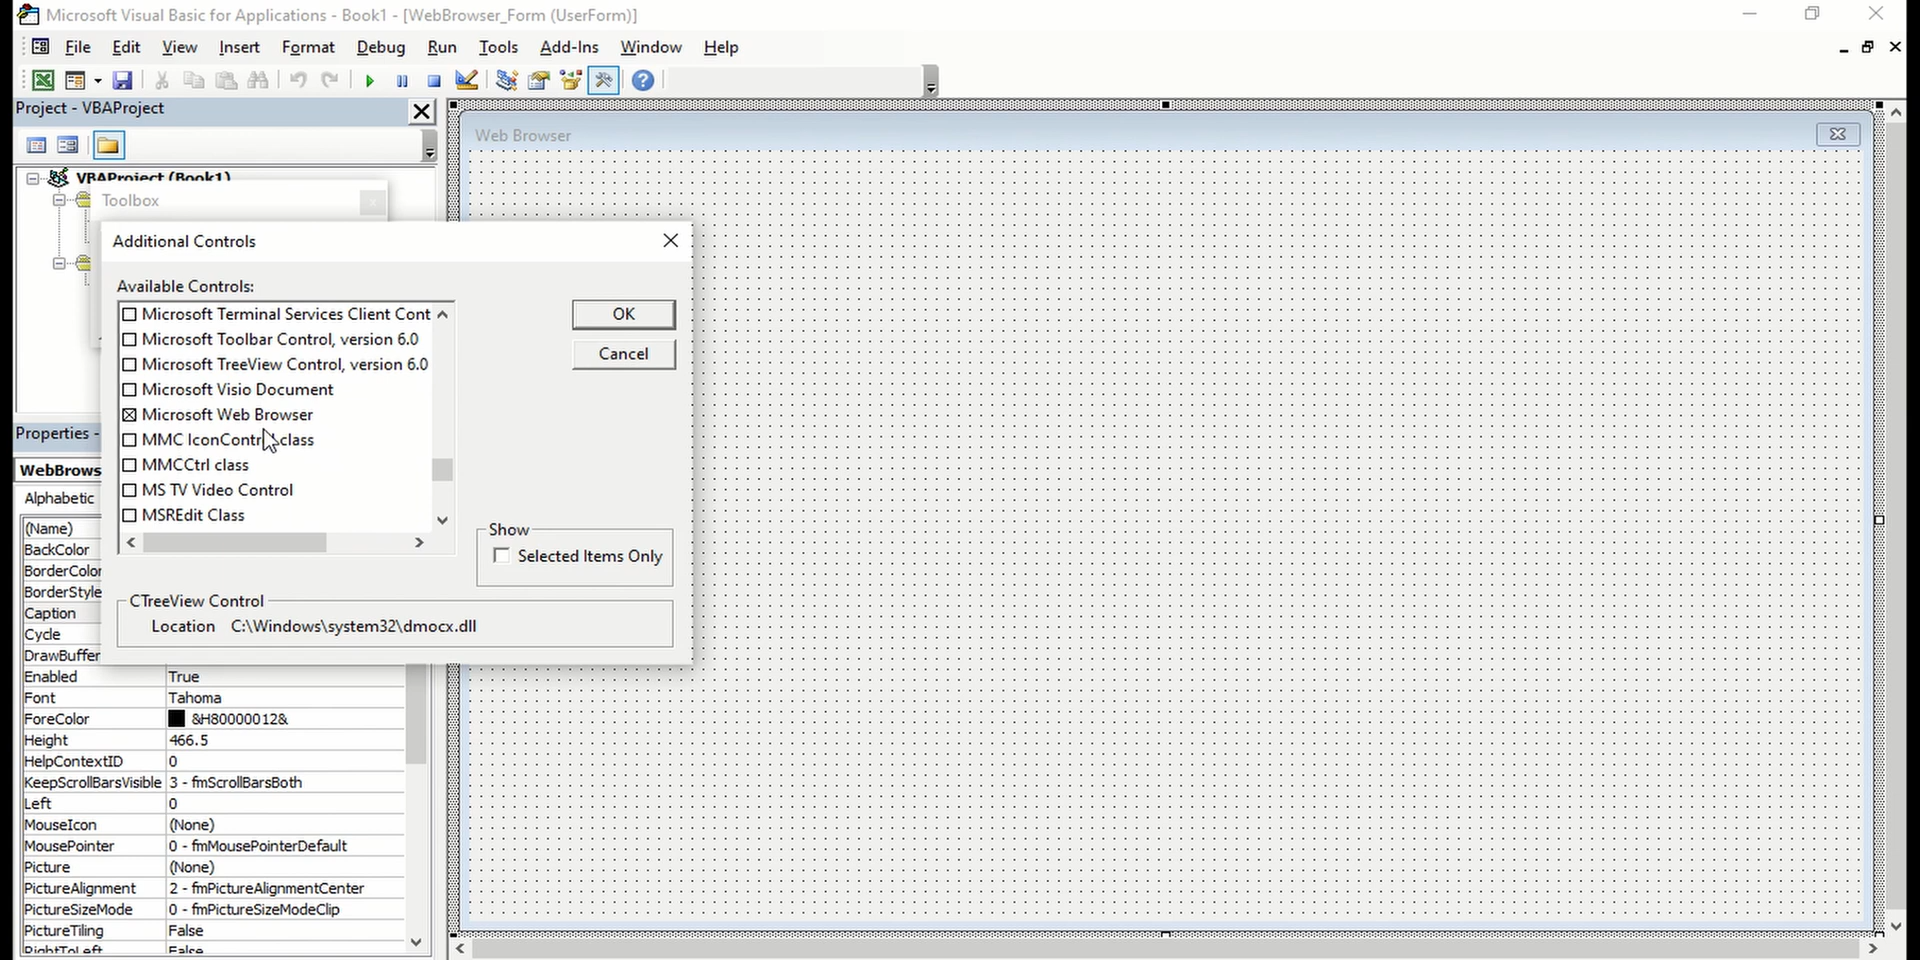 Microsoft Visual Basic for Applications - Book1 - [WebBrowser_Form (UserForm)]
File Edit View Insert Format Debug Run Tools Add-Ins Window Help
Project - VBAProject
VBAProject (Book1)
Toolbox
Web Browser
Additional Controls
Available Controls:
Microsoft Terminal Services Client Cont
Microsoft Toolbar Control, version 6.0
Microsoft TreeView Control, version 6.0
Microsoft Visio Document
Microsoft Web Browser
MMC IconControl class
MMCCtrl class
MS TV Video Control
MSREdit Class
OK
Cancel
Show
Selected Items Only
CTreeView Control
Location C:\Windows\system32\dmocx.dll
Properties -
WebBrows
Alphabetic
(Name)
BackColor
BorderColor
BorderStyle
Caption
Cycle
DrawBuffer
Enabled True
Font Tahoma
ForeColor &H80000012&
Height 466.5
HelpContextID 0
KeepScrollBarsVisible 3 - fmScrollBarsBoth
Left 0
MouseIcon (None)
MousePointer 0 - fmMousePointerDefault
Picture (None)
PictureAlignment 2 - fmPictureAlignmentCenter
PictureSizeMode 0 - fmPictureSizeModeClip
PictureTiling False
RightToLeft False